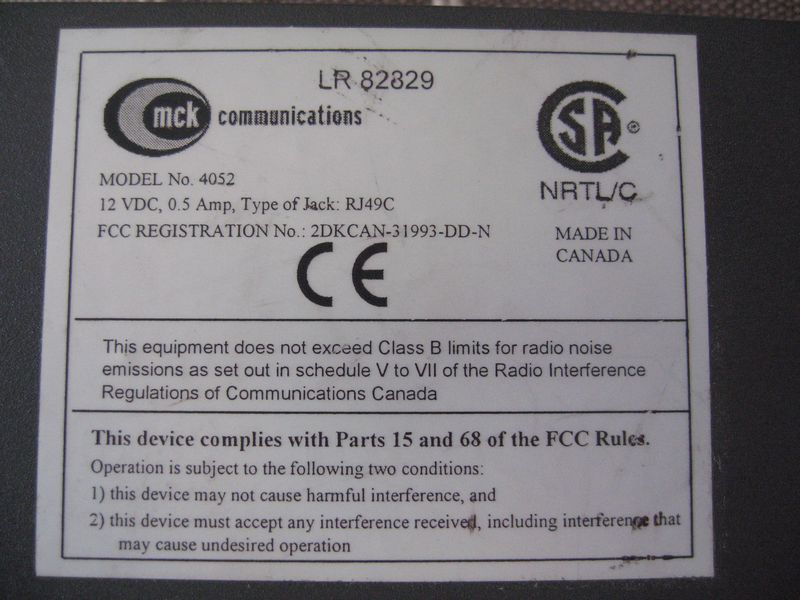 LR 82829
mck communications
SA ®
NRTL/C
MODEL No. 4052
12 VDC, 0.5 Amp, Type of Jack: RJ49C
FCC REGISTRATION No.: 2DKCAN-31993-DD-N
MADE IN
CANADA
CE
This equipment does not exceed Class B limits for radio noise
emissions as set out in schedule V to VII of the Radio Interference
Regulations of Communications Canada
This device complies with Parts 15 and 68 of the FCC Rules.
Operation is subject to the following two conditions:
1) this device may not cause harmful interference, and
2) this device must accept any interference received, including interference that
may cause undesired operation